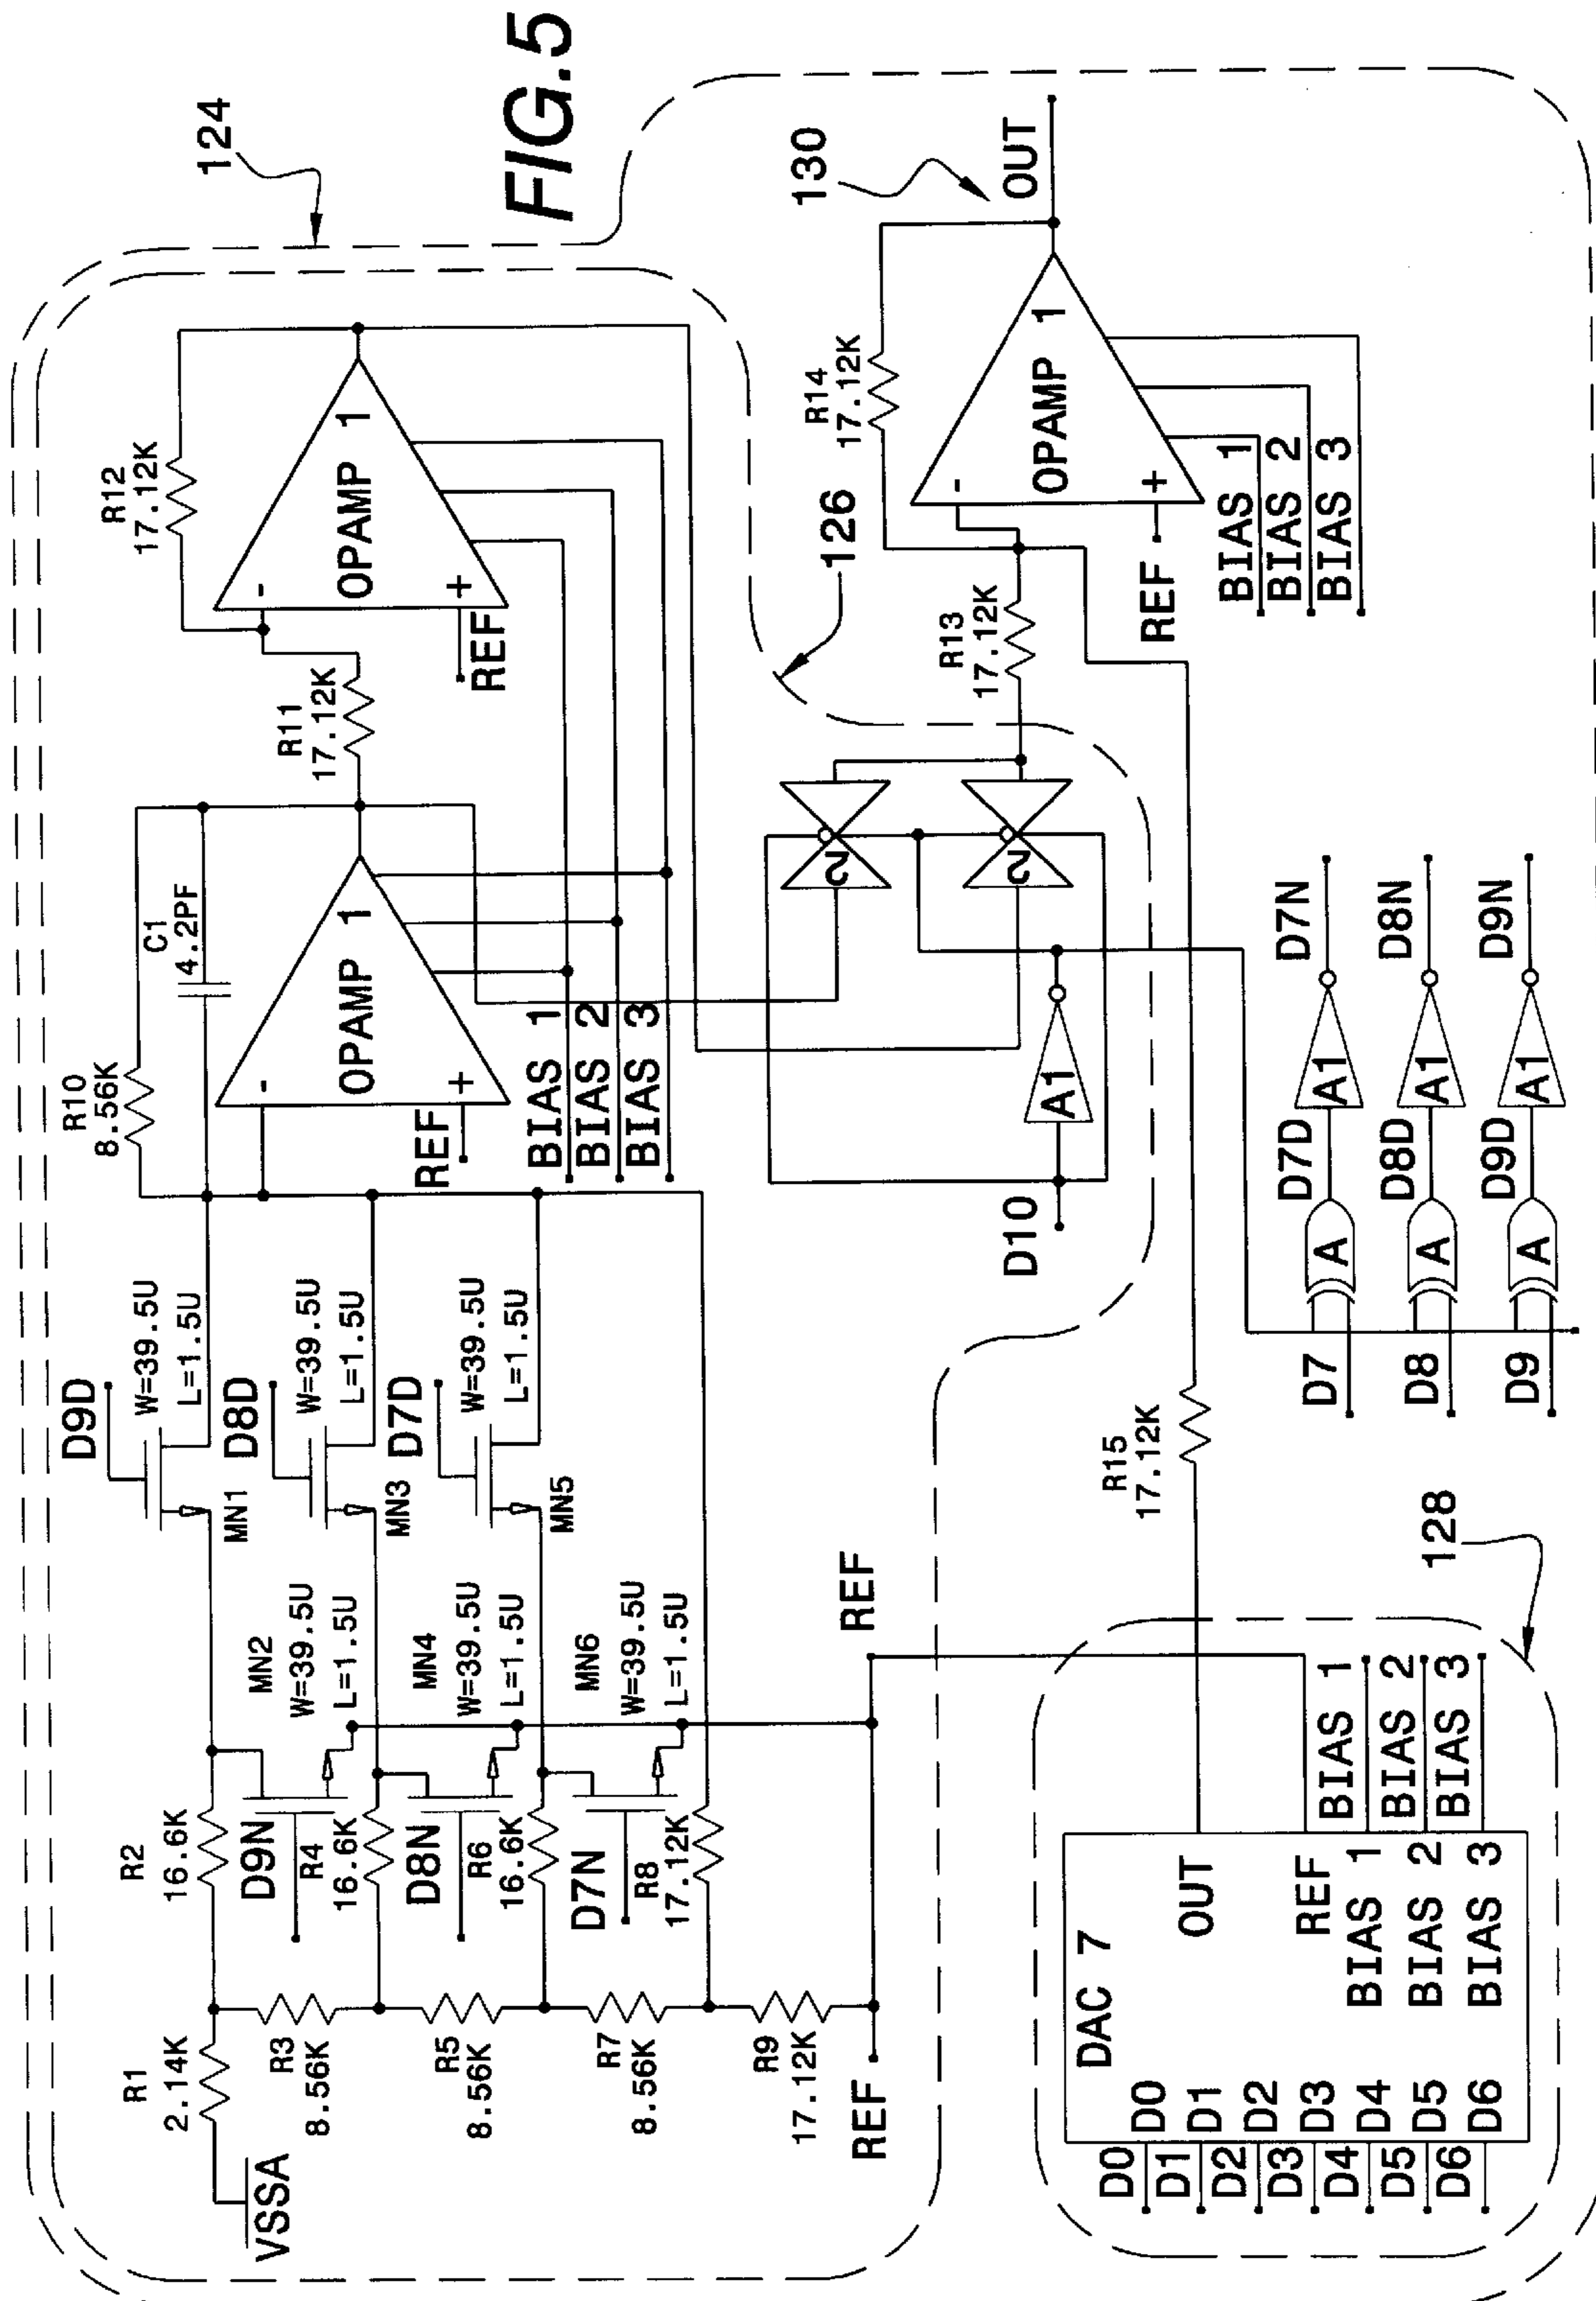 FIG.5
124
R10
8.56K
C1
4.2PF
R12
17.12K
R11
17.12K
D9D
W=39.5U
L=1.5U
MN1
D8D
W=39.5U
L=1.5U
MN3
D7D
W=39.5U
L=1.5U
MN5
-
OPAMP 1
+
REF
-
OPAMP 1
+
REF
BIAS 1
BIAS 2
BIAS 3
R1
2.14K
VSSA
R2
16.6K
MN2
W=39.5U
L=1.5U
D9N
R3
8.56K
R4
16.6K
MN4
W=39.5U
L=1.5U
D8N
R5
8.56K
R6
16.6K
MN6
W=39.5U
L=1.5U
D7N
R7
8.56K
R8
17.12K
R9
17.12K
REF
REF
126
2
2
D10
A1
R13
17.12K
R14
17.12K
130
-
OPAMP 1
+
OUT
REF
BIAS 1
BIAS 2
BIAS 3
R15
17.12K
128
DAC 7
OUT
REF
BIAS 1
BIAS 2
BIAS 3
BIAS 1
BIAS 2
BIAS 3
D0 D0
D1 D1
D2 D2
D3 D3
D4 D4
D5 D5
D6 D6
D7 A D7D A1 D7N
D8 A D8D A1 D8N
D9 A D9D A1 D9N